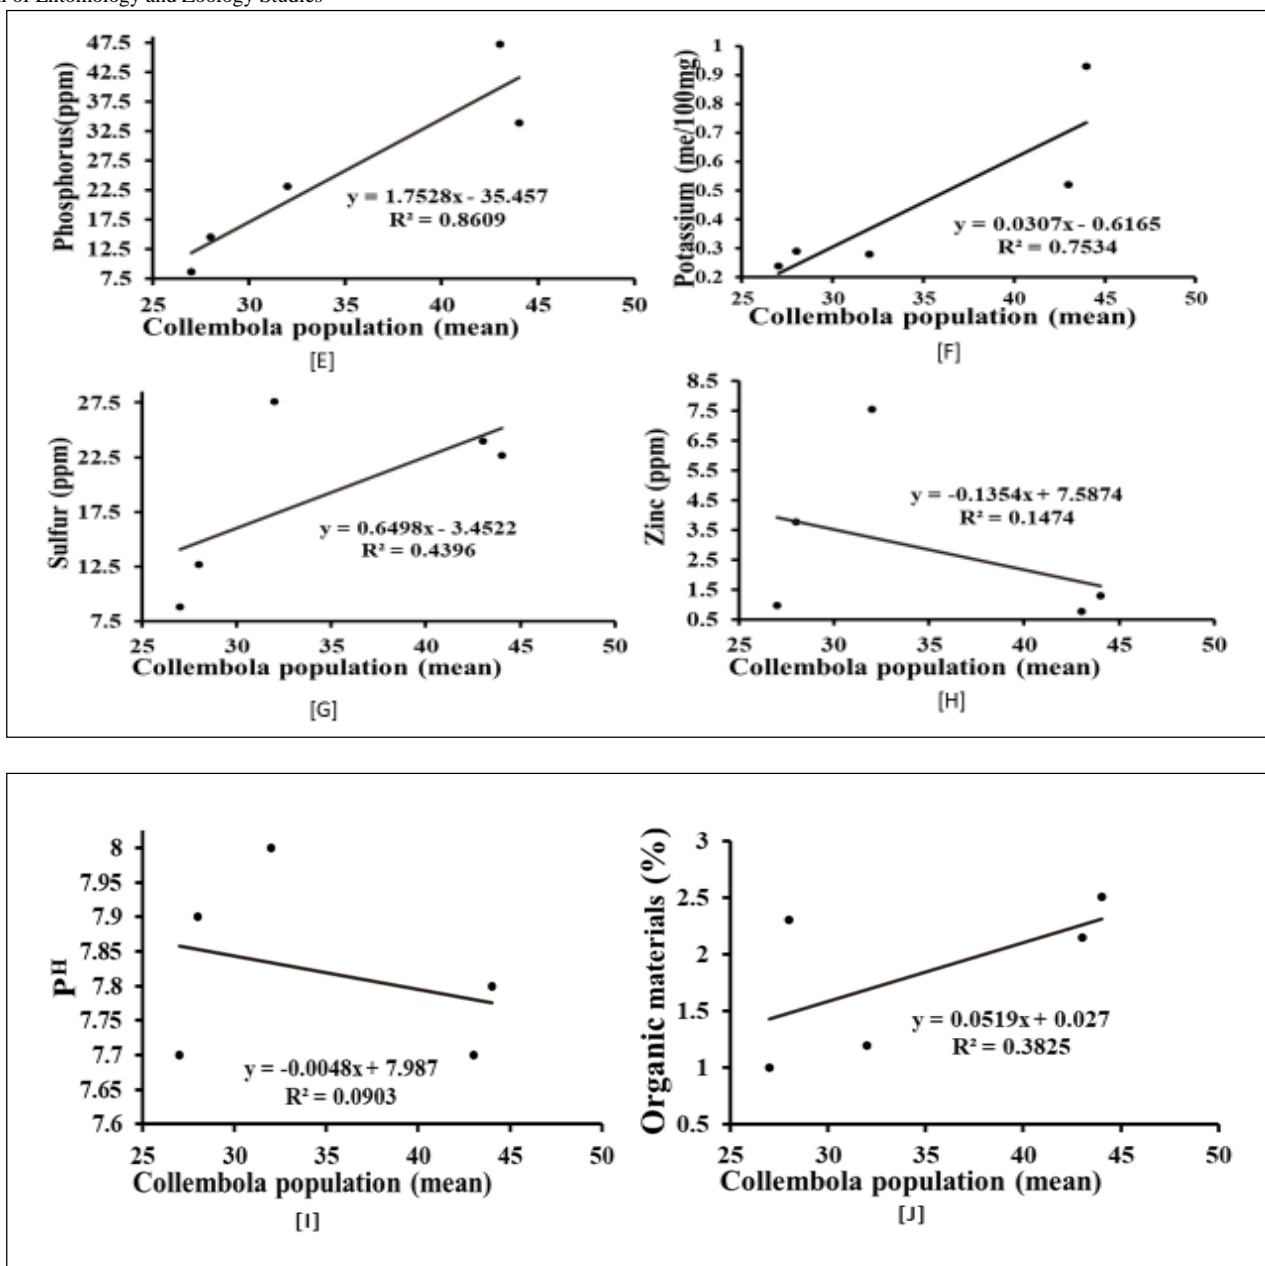 of Entomology and Zoology Studies
47.5
42.5
37.5
32.5
27.5
22.5
17.5
12.5
7.5
Phosphorus(ppm)
y = 1.7528x - 35.457
R² = 0.8609
25 30 35 40 45 50
Collembola population (mean)
[E]
1
0.9
0.8
0.7
0.6
0.5
0.4
0.3
0.2
Potassium (me/100mg)
y = 0.0307x - 0.6165
R² = 0.7534
25 30 35 40 45 50
Collembola population (mean)
[F]
27.5
22.5
17.5
12.5
7.5
Sulfur (ppm)
y = 0.6498x - 3.4522
R² = 0.4396
25 30 35 40 45 50
Collembola population (mean)
[G]
8.5
7.5
6.5
5.5
4.5
3.5
2.5
1.5
0.5
Zinc (ppm)
y = -0.1354x + 7.5874
R² = 0.1474
25 30 35 40 45 50
Collembola population (mean)
[H]
8
7.95
7.9
7.85
7.8
7.75
7.7
7.65
7.6
Pᴴ
y = -0.0048x + 7.987
R² = 0.0903
25 30 35 40 45 50
Collembola population (mean)
[I]
3
2.5
2
1.5
1
0.5
Organic materials (%)
y = 0.0519x + 0.027
R² = 0.3825
25 30 35 40 45 50
Collembola population (mean)
[J]